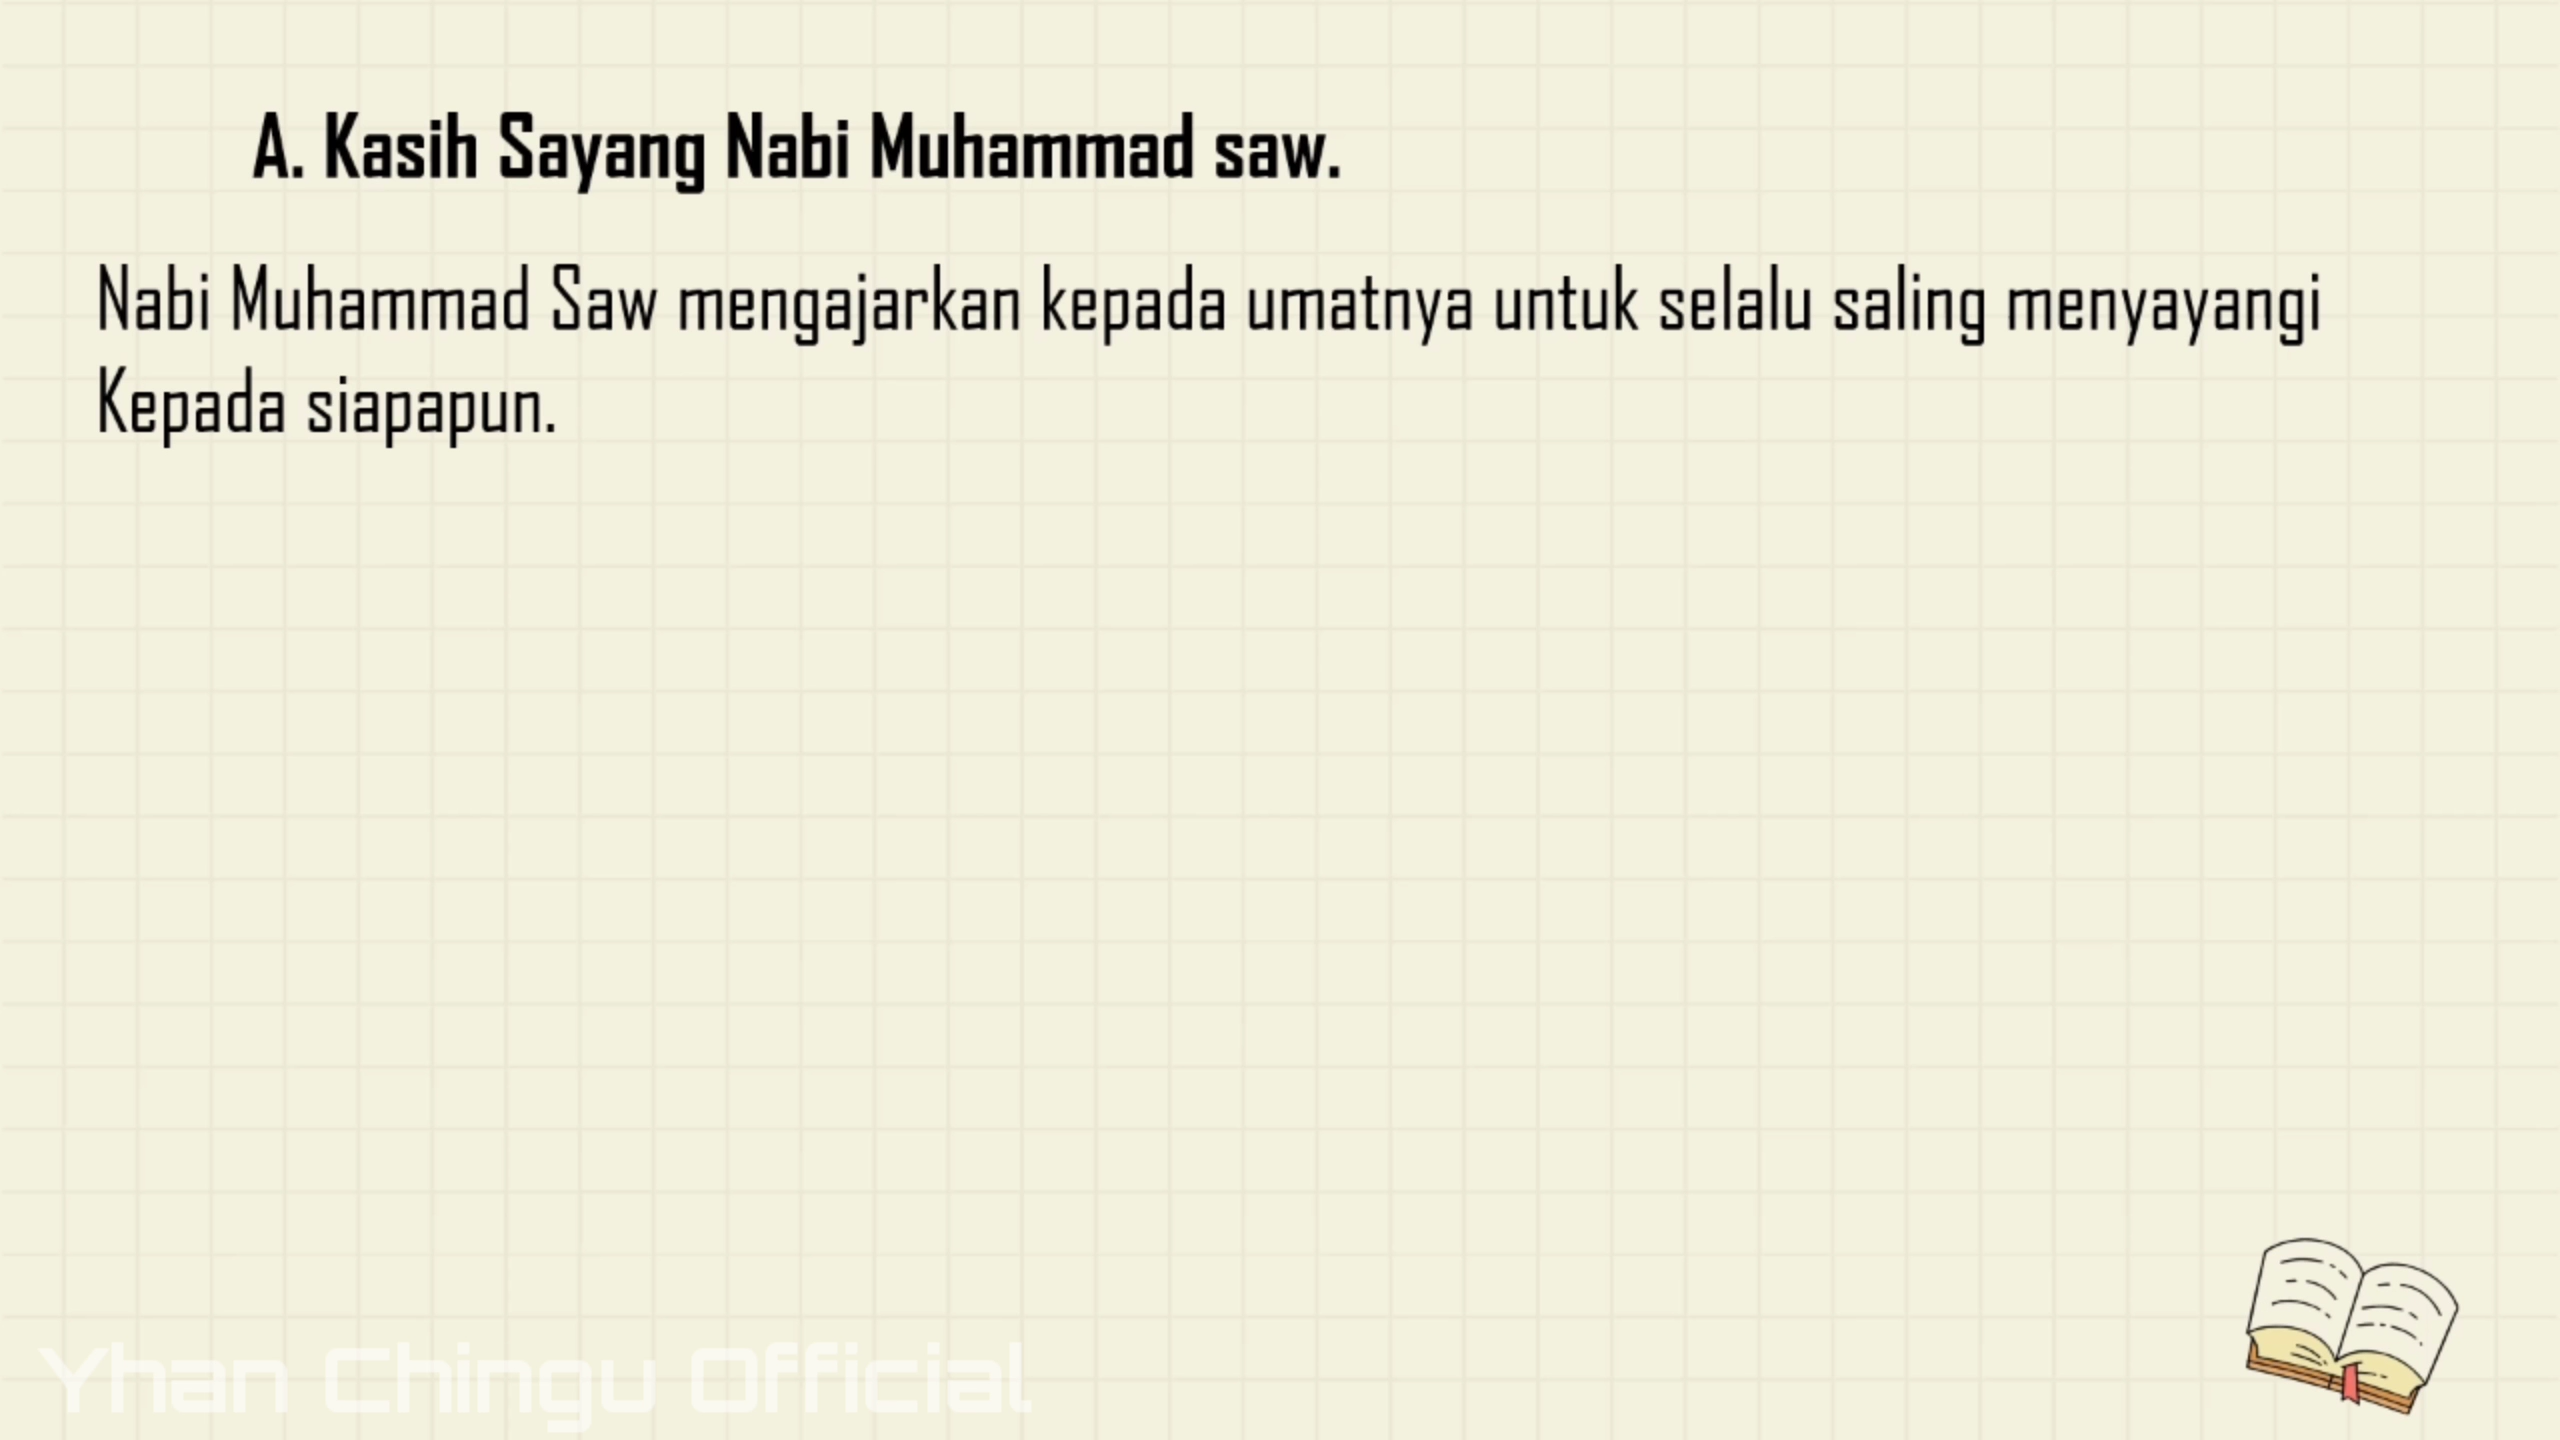 A. Kasih Sayang Nabi Muhammad saw.
Nabi Muhammad Saw mengajarkan kepada umatnya untuk selalu saling menyayangi
Kepada siapapun.
Yhan Chingu Official